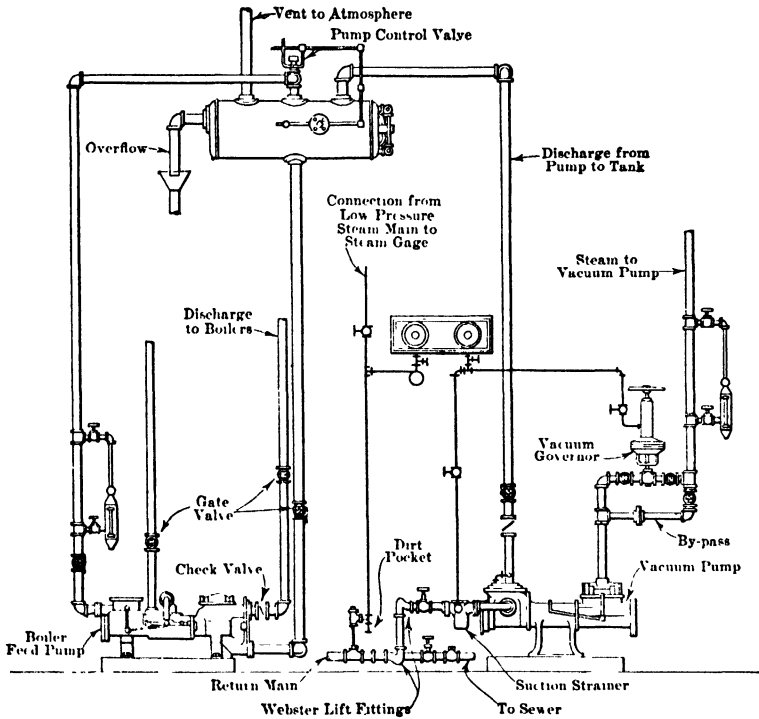 Vent to Atmosphere
Pump Control Valve
Overflow
Discharge from
Pump to Tank
Connection from
Low Pressure
Steam Main to
Steam Gage
Steam to
Vacuum Pump
Discharge
to Boilers
Vacuum
Governor
Gate
Valve
Dirt
Pocket
By-pass
Check Valve
Vacuum Pump
Boiler
Feed Pump
Return Main
Suction Strainer
Webster Lift Fittings
To Sewer